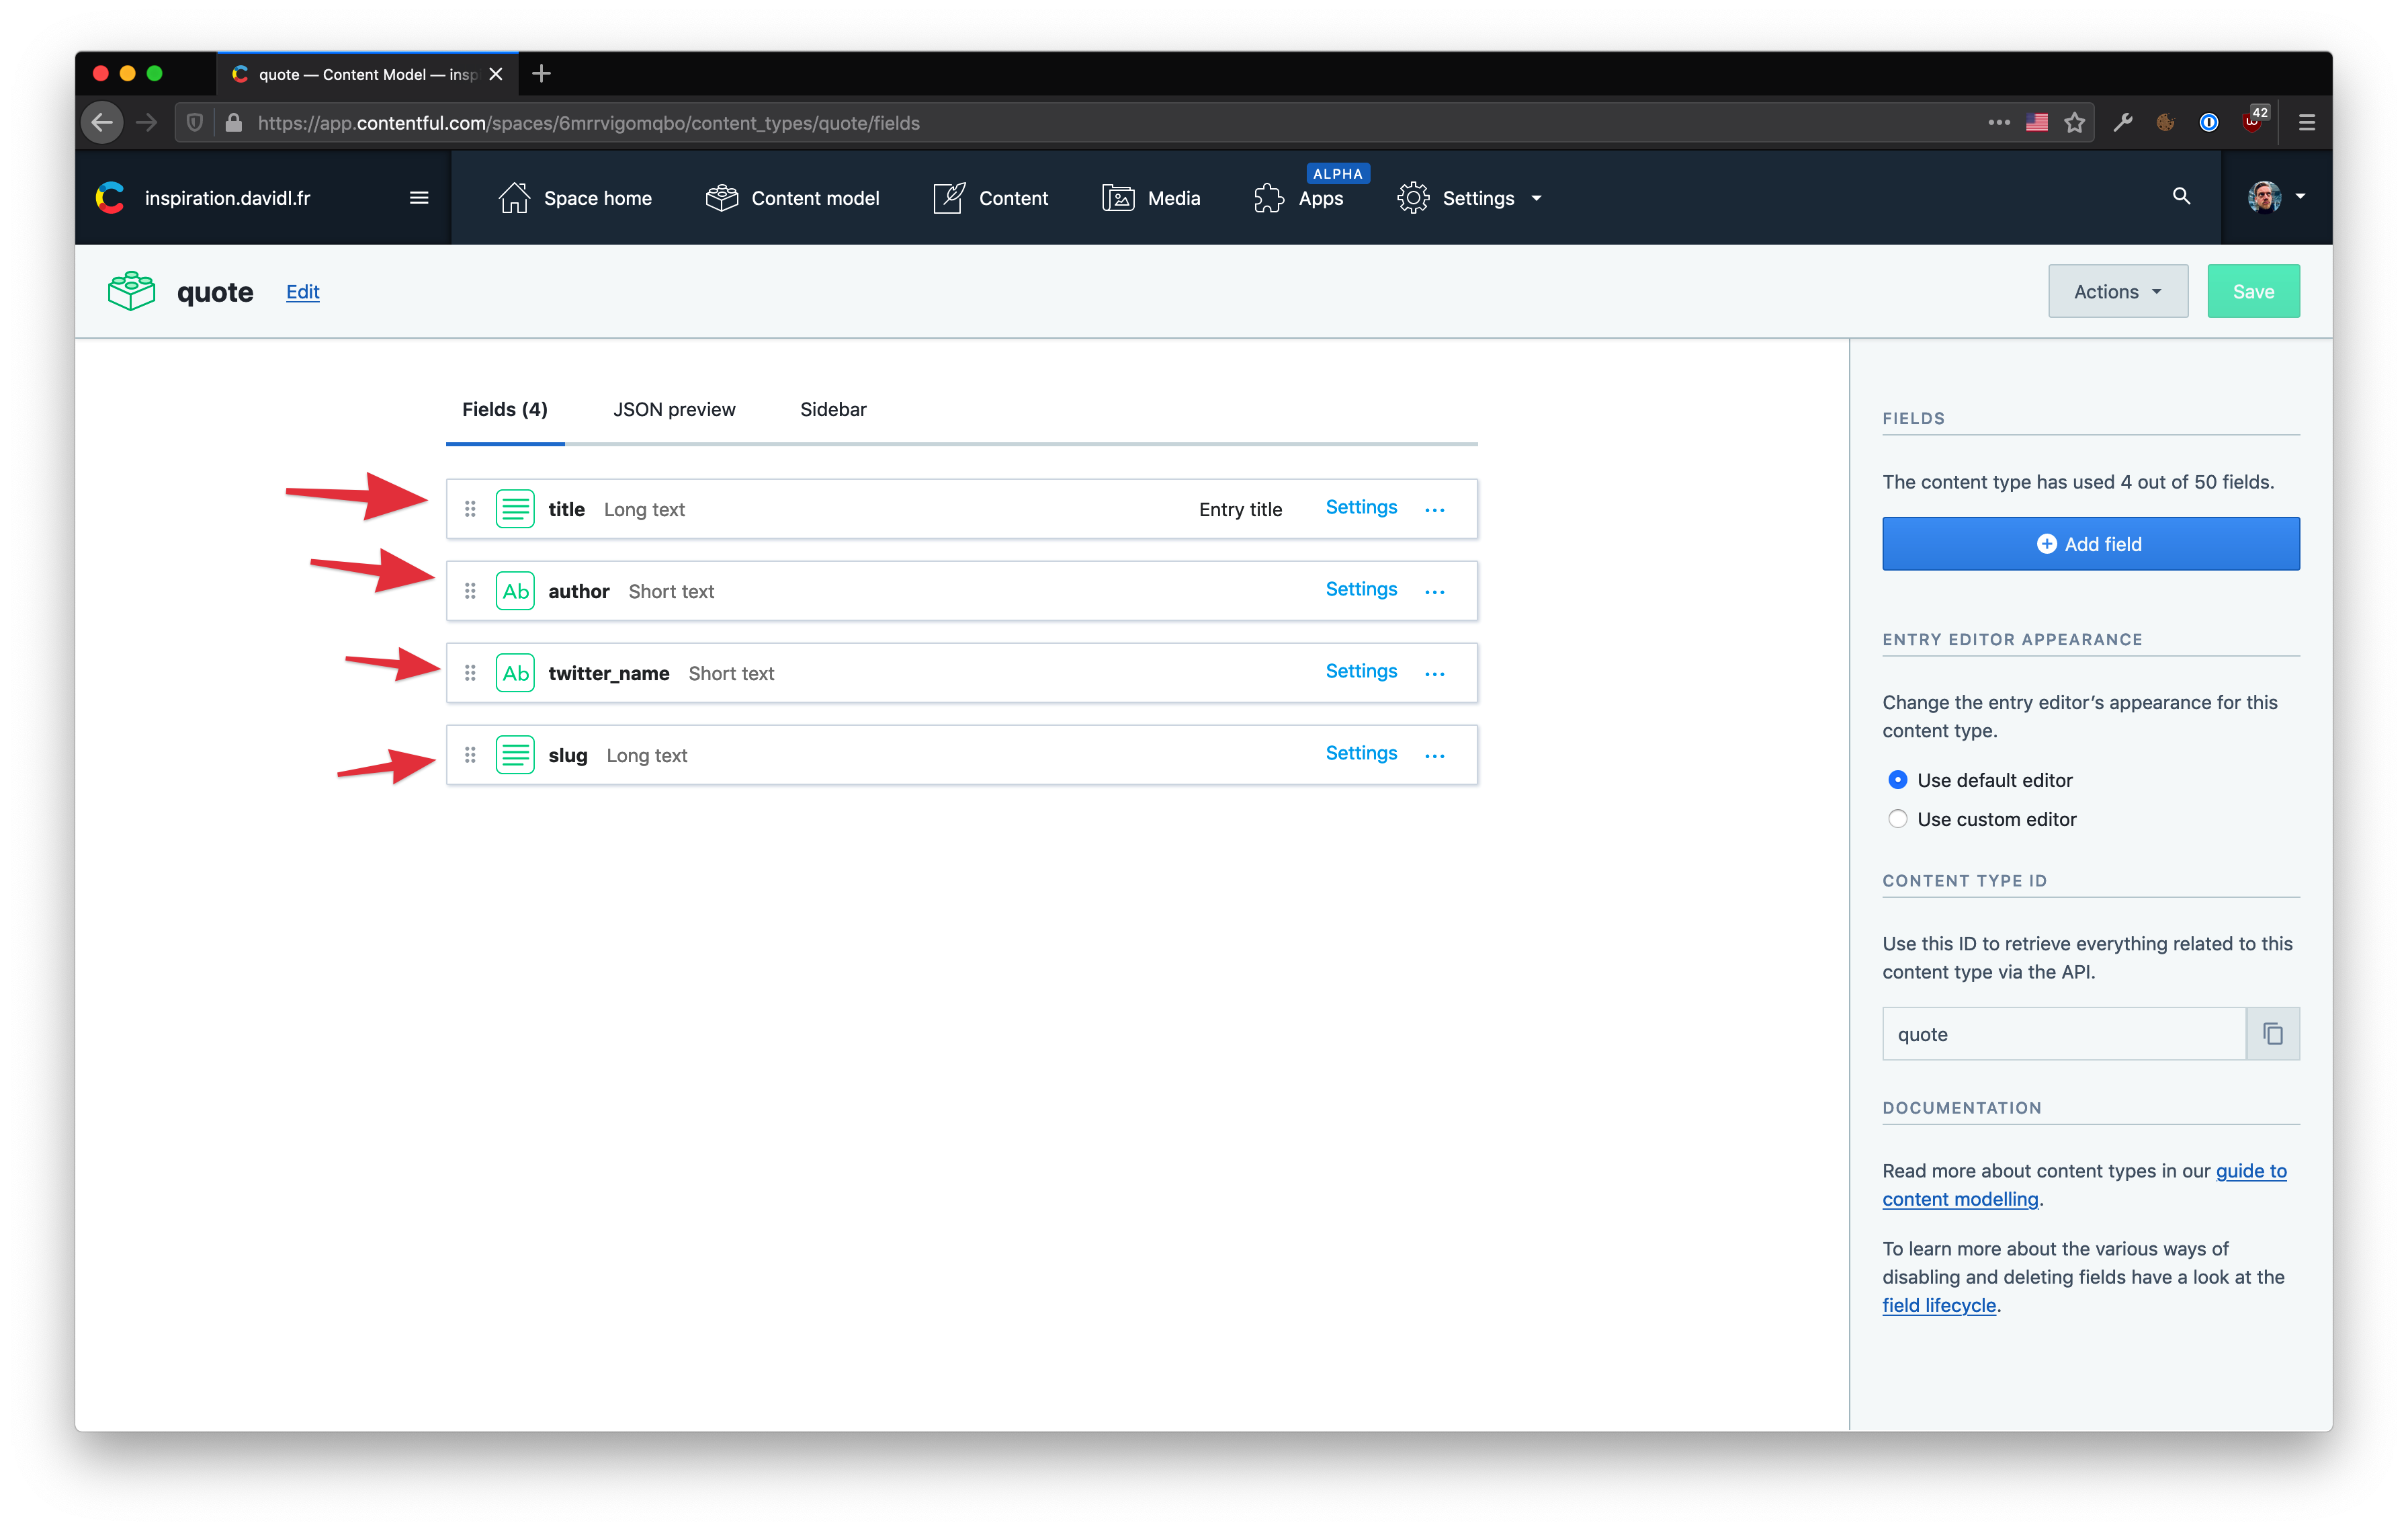 quote — Content Model — insp
https://app.contentful.com/spaces/6mrrvigomqbo/content_types/quote/fields
42
inspiration.davidl.fr
Space home
Content model
Content
Media
ALPHA
Apps
Settings
quote
Edit
Actions
Save
Fields (4)
JSON preview
Sidebar
title Long text Entry title Settings ...
Ab author Short text Settings ...
Ab twitter_name Short text Settings ...
slug Long text Settings ...
FIELDS
The content type has used 4 out of 50 fields.
Add field
ENTRY EDITOR APPEARANCE
Change the entry editor’s appearance for this
content type.
Use default editor
Use custom editor
CONTENT TYPE ID
Use this ID to retrieve everything related to this
content type via the API.
quote
DOCUMENTATION
Read more about content types in our guide to
content modelling.
To learn more about the various ways of
disabling and deleting fields have a look at the
field lifecycle.